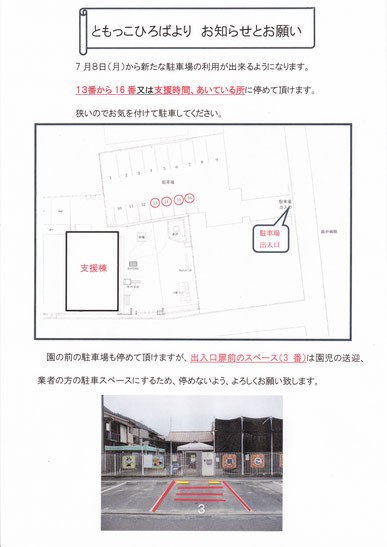 ともっこひろばより　お知らせとお願い
７月８日（月）から新たな駐車場の利用が出来るようになります。
１３番から１６番又は支援時間、あいている所に停めて頂けます。
狭いのでお気を付けて駐車してください。
駐車場
駐車場
出入口
10 11 12 13 14 15 16
駐車場
出入口
支援棟
園の前の駐車場も停めて頂けますが、出入口扉前のスペース（３番）は園児の送迎、
業者の方の駐車スペースにするため、停めないよう、よろしくお願い致します。
3